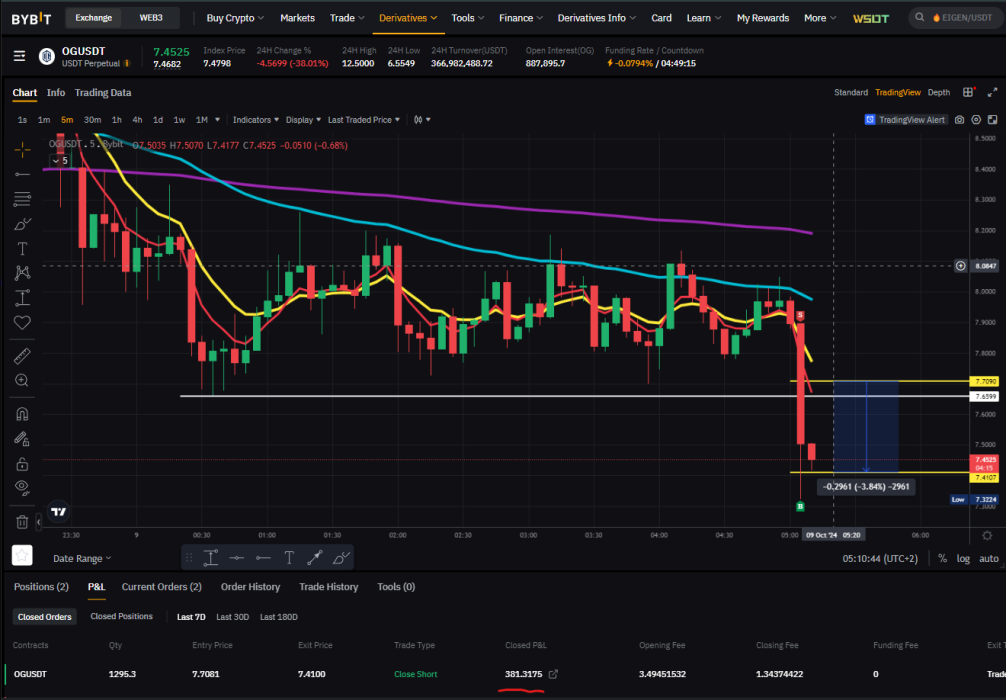 BYBIT Exchange WEB3 Buy Crypto Markets Trade Derivatives Tools Finance Derivatives Info Card Learn My Rewards More WSOT EIGEN/USDT
OGUSDT 7.4525 Index Price 24H Change % 24H High 24H Low 24H Turnover(USDT) Open Interest(OG) Funding Rate / Countdown
USDT Perpetual 7.4682 7.4798 -4.5699 (-38.01%) 12.5000 6.5549 366,982,488.72 887,895.7 -0.0794% / 04:49:15
Chart Info Trading Data Standard TradingView Depth
1s 1m 5m 30m 1h 4h 1d 1w 1M Indicators Display Last Traded Price TradingView Alert
OGUSDT . 5 . Bybit O7.5035 H7.5070 L7.4177 C7.4525 -0.0510 (-0.68%)
5
8.5000
8.4000
8.3000
8.2000
8.0847
8.0000
7.9000
S
7.8000
7.7090
7.6599
7.6000
7.5000
7.4525
04:15
7.4107
-0.2961 (-3.84%) -2961
Low 7.3224
B
7.3000
23:30 9 00:30 01:00 01:30 02:00 02:30 03:00 03:30 04:00 04:30 05:00 09 Oct '24 05:20 06:00
Date Range 05:10:44 (UTC+2) % log auto
Positions (2) P&L Current Orders (2) Order History Trade History Tools (0)
Closed Orders Closed Positions Last 7D Last 30D Last 180D
Contracts Qty Entry Price Exit Price Trade Type Closed P&L Opening Fee Closing Fee Funding Fee Exit T
OGUSDT 1295.3 7.7081 7.4100 Close Short 381.3175 3.49451532 1.34374422 0 Trade